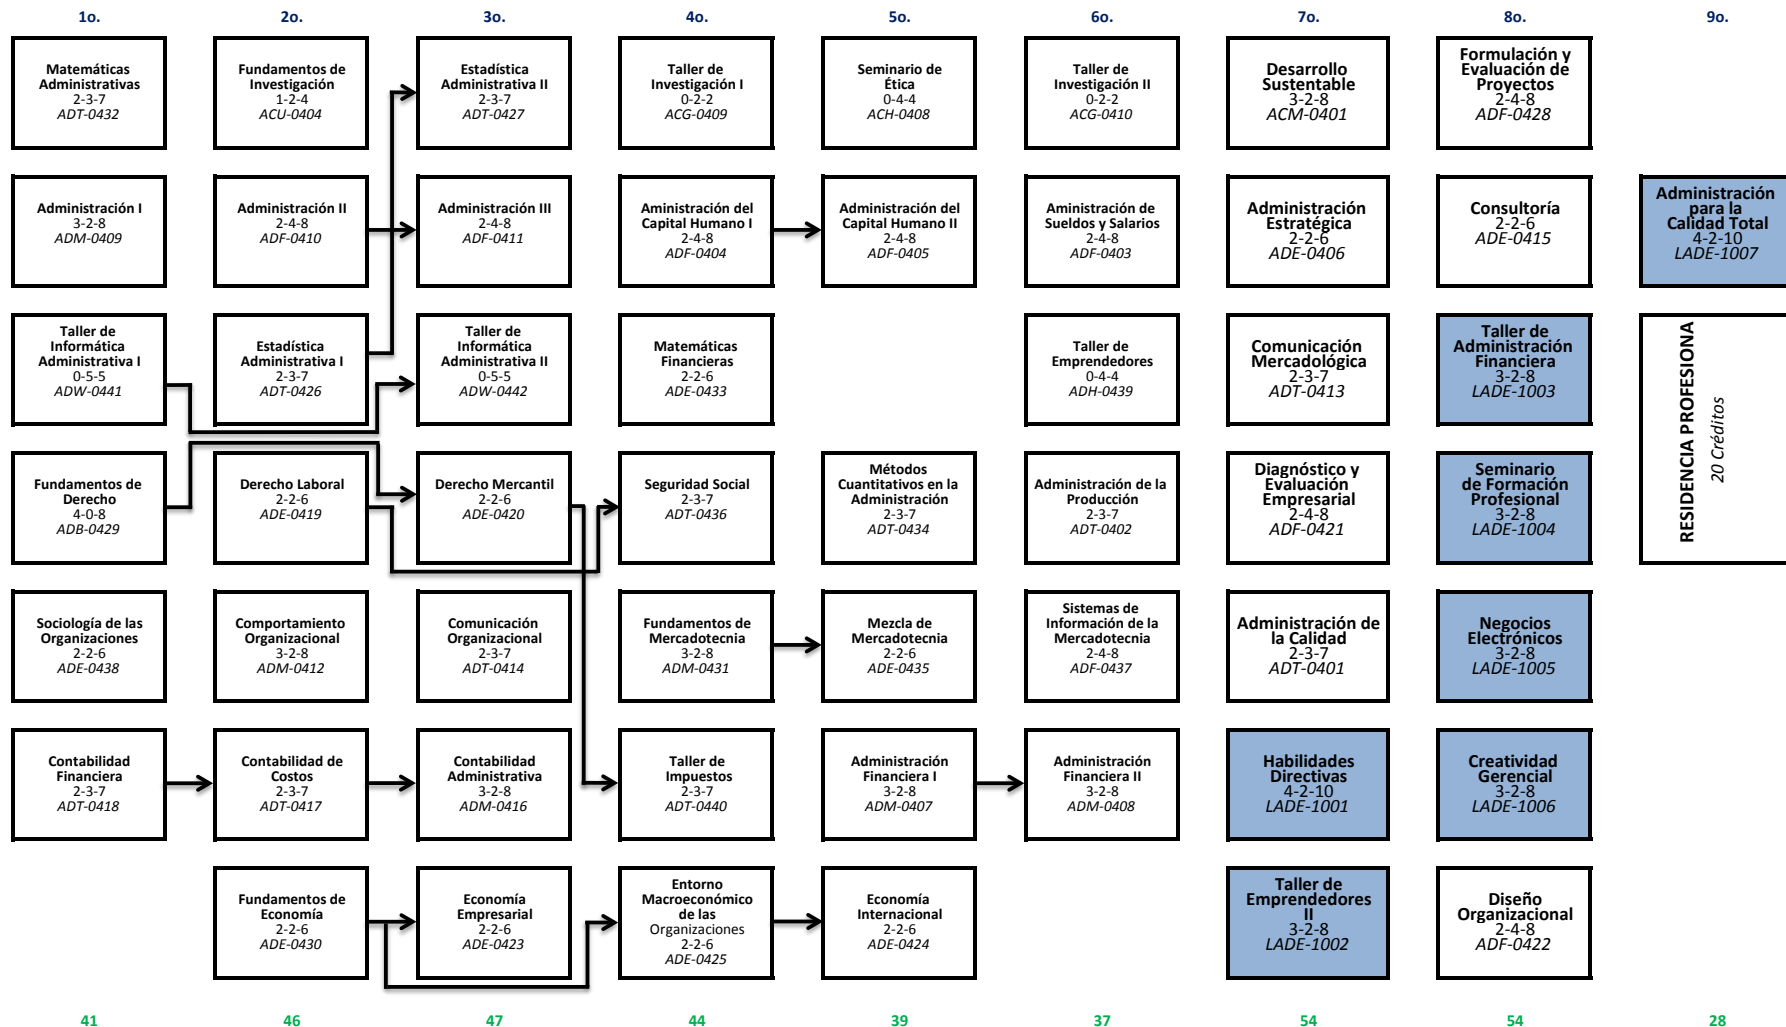 1o.
2o.
3o.
4o.
5o.
6o.
7o.
8o.
9o.
Matemáticas
Administrativas
2-3-7
ADT-0432
Fundamentos de
Investigación
1-2-4
ACU-0404
Estadística
Administrativa II
2-3-7
ADT-0427
Taller de
Investigación I
0-2-2
ACG-0409
Seminario de
Ética
0-4-4
ACH-0408
Taller de
Investigación II
0-2-2
ACG-0410
Desarrollo
Sustentable
3-2-8
ACM-0401
Formulación y
Evaluación de
Proyectos
2-4-8
ADF-0428
Administración I
3-2-8
ADM-0409
Administración II
2-4-8
ADF-0410
Administración III
2-4-8
ADF-0411
Aministración del
Capital Humano I
2-4-8
ADF-0404
Administración del
Capital Humano II
2-4-8
ADF-0405
Aministración de
Sueldos y Salarios
2-4-8
ADF-0403
Administración
Estratégica
2-2-6
ADE-0406
Consultoría
2-2-6
ADE-0415
Administración
para la
Calidad Total
4-2-10
LADE-1007
Taller de
Informática
Administrativa I
0-5-5
ADW-0441
Estadística
Administrativa I
2-3-7
ADT-0426
Taller de
Informática
Administrativa II
0-5-5
ADW-0442
Matemáticas
Financieras
2-2-6
ADE-0433
Taller de
Emprendedores
0-4-4
ADH-0439
Comunicación
Mercadológica
2-3-7
ADT-0413
Taller de
Administración
Financiera
3-2-8
LADE-1003
RESIDENCIA PROFESIONA
20 Créditos
Fundamentos de
Derecho
4-0-8
ADB-0429
Derecho Laboral
2-2-6
ADE-0419
Derecho Mercantil
2-2-6
ADE-0420
Seguridad Social
2-3-7
ADT-0436
Métodos
Cuantitativos en la
Administración
2-3-7
ADT-0434
Administración de la
Producción
2-3-7
ADT-0402
Diagnóstico y
Evaluación
Empresarial
2-4-8
ADF-0421
Seminario
de Formación
Profesional
3-2-8
LADE-1004
Sociología de las
Organizaciones
2-2-6
ADE-0438
Comportamiento
Organizacional
3-2-8
ADM-0412
Comunicación
Organizacional
2-3-7
ADT-0414
Fundamentos de
Mercadotecnia
3-2-8
ADM-0431
Mezcla de
Mercadotecnia
2-2-6
ADE-0435
Sistemas de
Información de la
Mercadotecnia
2-4-8
ADF-0437
Administración de
la Calidad
2-3-7
ADT-0401
Negocios
Electrónicos
3-2-8
LADE-1005
Contabilidad
Financiera
2-3-7
ADT-0418
Contabilidad de
Costos
2-3-7
ADT-0417
Contabilidad
Administrativa
3-2-8
ADM-0416
Taller de
Impuestos
2-3-7
ADT-0440
Administración
Financiera I
3-2-8
ADM-0407
Administración
Financiera II
3-2-8
ADM-0408
Habilidades
Directivas
4-2-10
LADE-1001
Creatividad
Gerencial
3-2-8
LADE-1006
Fundamentos de
Economía
2-2-6
ADE-0430
Economía
Empresarial
2-2-6
ADE-0423
Entorno
Macroeconómico
de las
Organizaciones
2-2-6
ADE-0425
Economía
Internacional
2-2-6
ADE-0424
Taller de
Emprendedores
II
3-2-8
LADE-1002
Diseño
Organizacional
2-4-8
ADF-0422
41
46
47
44
39
37
54
54
28